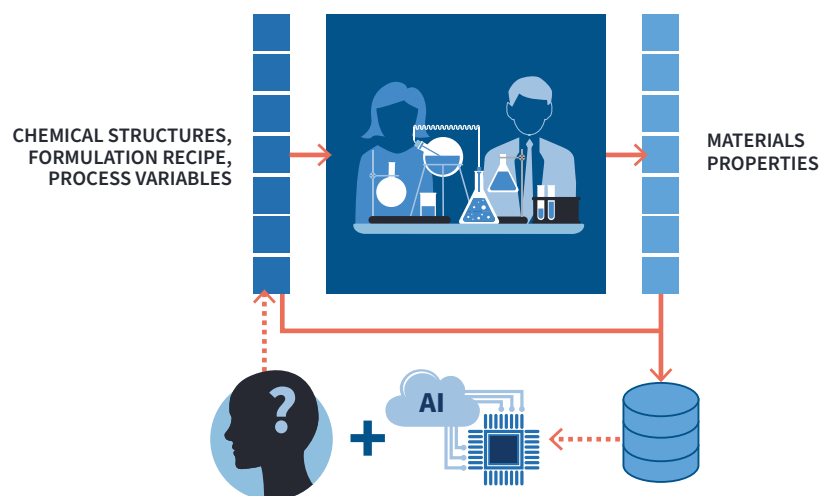 CHEMICAL STRUCTURES,
FORMULATION RECIPE,
PROCESS VARIABLES
MATERIALS
PROPERTIES
?
AI